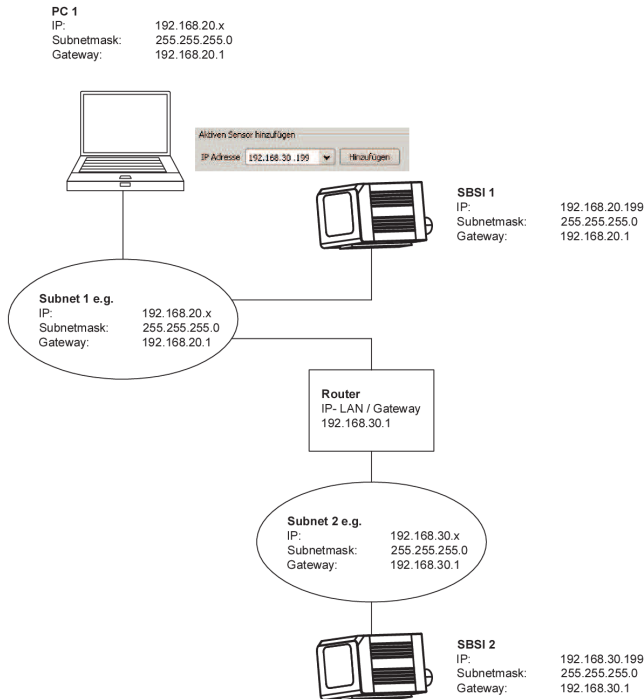 PC 1
IP: 192.168.20.x
Subnetmask: 255.255.255.0
Gateway: 192.168.20.1
Aktiven Sensor hinzufügen
IP Adresse 192.168.30 .199 Hinzufügen
SBSI 1
IP: 192.168.20.199
Subnetmask: 255.255.255.0
Gateway: 192.168.20.1
Subnet 1 e.g.
IP: 192.168.20.x
Subnetmask: 255.255.255.0
Gateway: 192.168.20.1
Router
IP- LAN / Gateway
192.168.30.1
Subnet 2 e.g.
IP: 192.168.30.x
Subnetmask: 255.255.255.0
Gateway: 192.168.30.1
SBSI 2
IP: 192.168.30.199
Subnetmask: 255.255.255.0
Gateway: 192.168.30.1